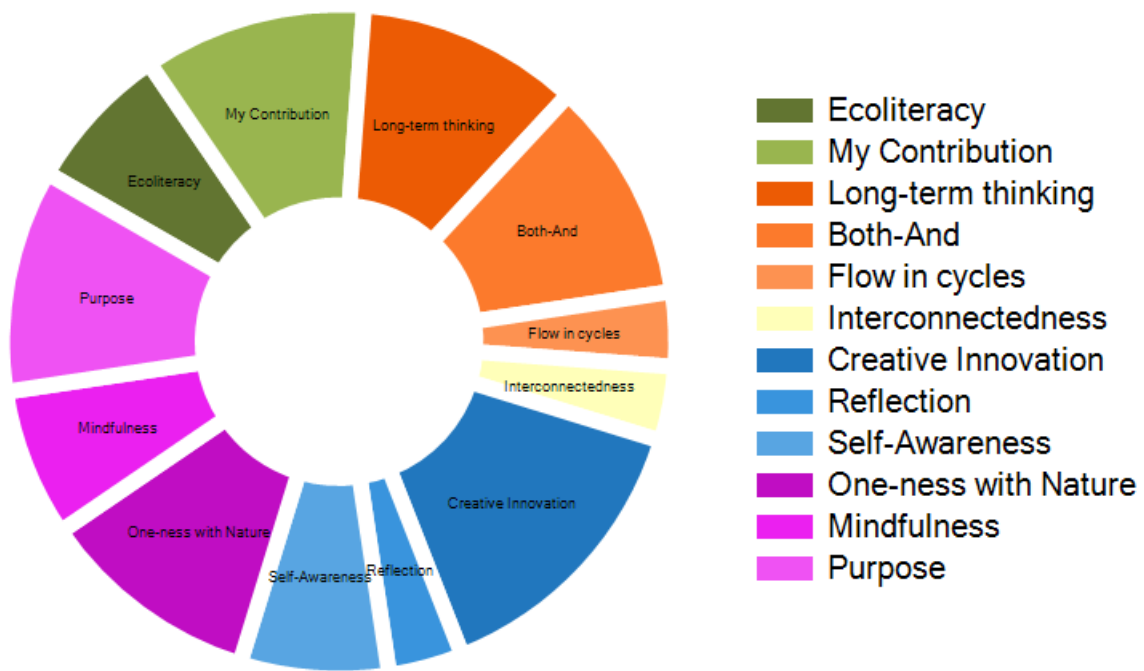 My Contribution
Long-term thinking
Ecoliteracy
Both-And
Purpose
Flow in cycles
Interconnectedness
Mindfulness
Creative Innovation
One-ness with Nature
Reflection
Self-Awareness
Ecoliteracy
My Contribution
Long-term thinking
Both-And
Flow in cycles
Interconnectedness
Creative Innovation
Reflection
Self-Awareness
One-ness with Nature
Mindfulness
Purpose